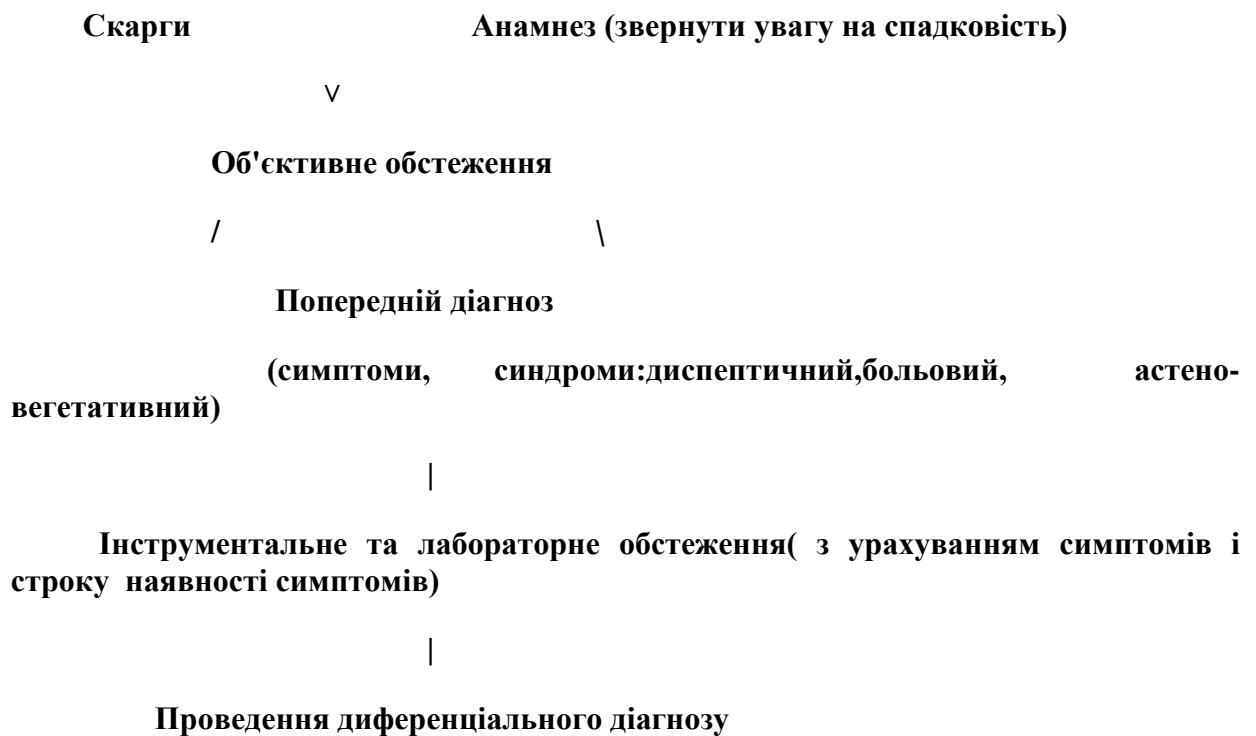 Скарги Анамнез (звернути увагу на спадковість)
V
Об'єктивне обстеження
/ \
Попередній діагноз
(симптоми, синдроми:диспептичний,больовий, астено-
вегетативний)
|
Інструментальне та лабораторне обстеження( з урахуванням симптомів і
строку наявності симптомів)
|
Проведення диференціального діагнозу